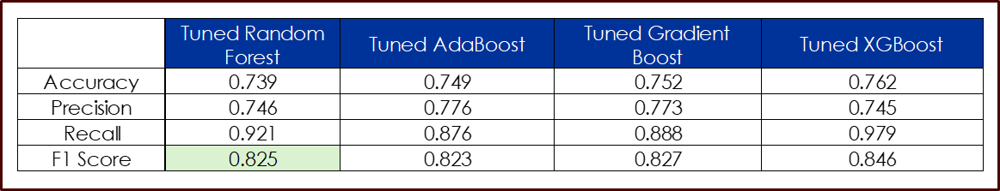 Tuned Random Forest Tuned AdaBoost Tuned Gradient Boost Tuned XGBoost
Accuracy 0.739 0.749 0.752 0.762
Precision 0.746 0.776 0.773 0.745
Recall 0.921 0.876 0.888 0.979
F1 Score 0.825 0.823 0.827 0.846